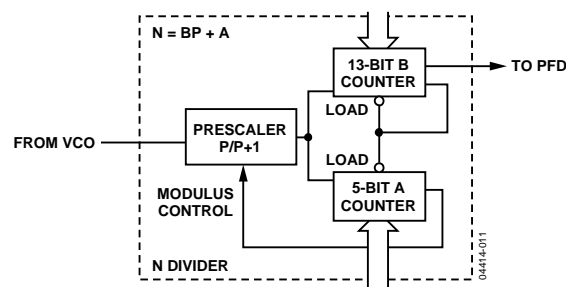 N = BP + A
13-BIT B
COUNTER
TO PFD
LOAD
PRESCALER
P/P+1
FROM VCO
LOAD
MODULUS
CONTROL
5-BIT A
COUNTER
N DIVIDER
04414-011